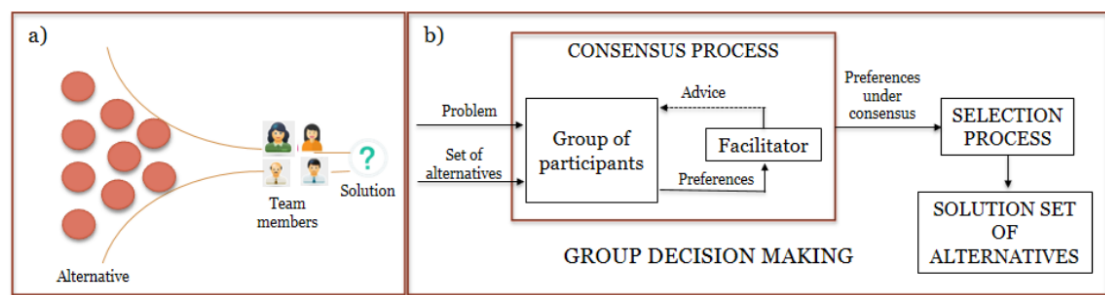 a)
Alternative
Team
members
?
Solution
b)
CONSENSUS PROCESS
Problem
Set of
alternatives
Group of
participants
Advice
Facilitator
Preferences
Preferences
under
consensus
SELECTION
PROCESS
SOLUTION SET
OF
ALTERNATIVES
GROUP DECISION MAKING